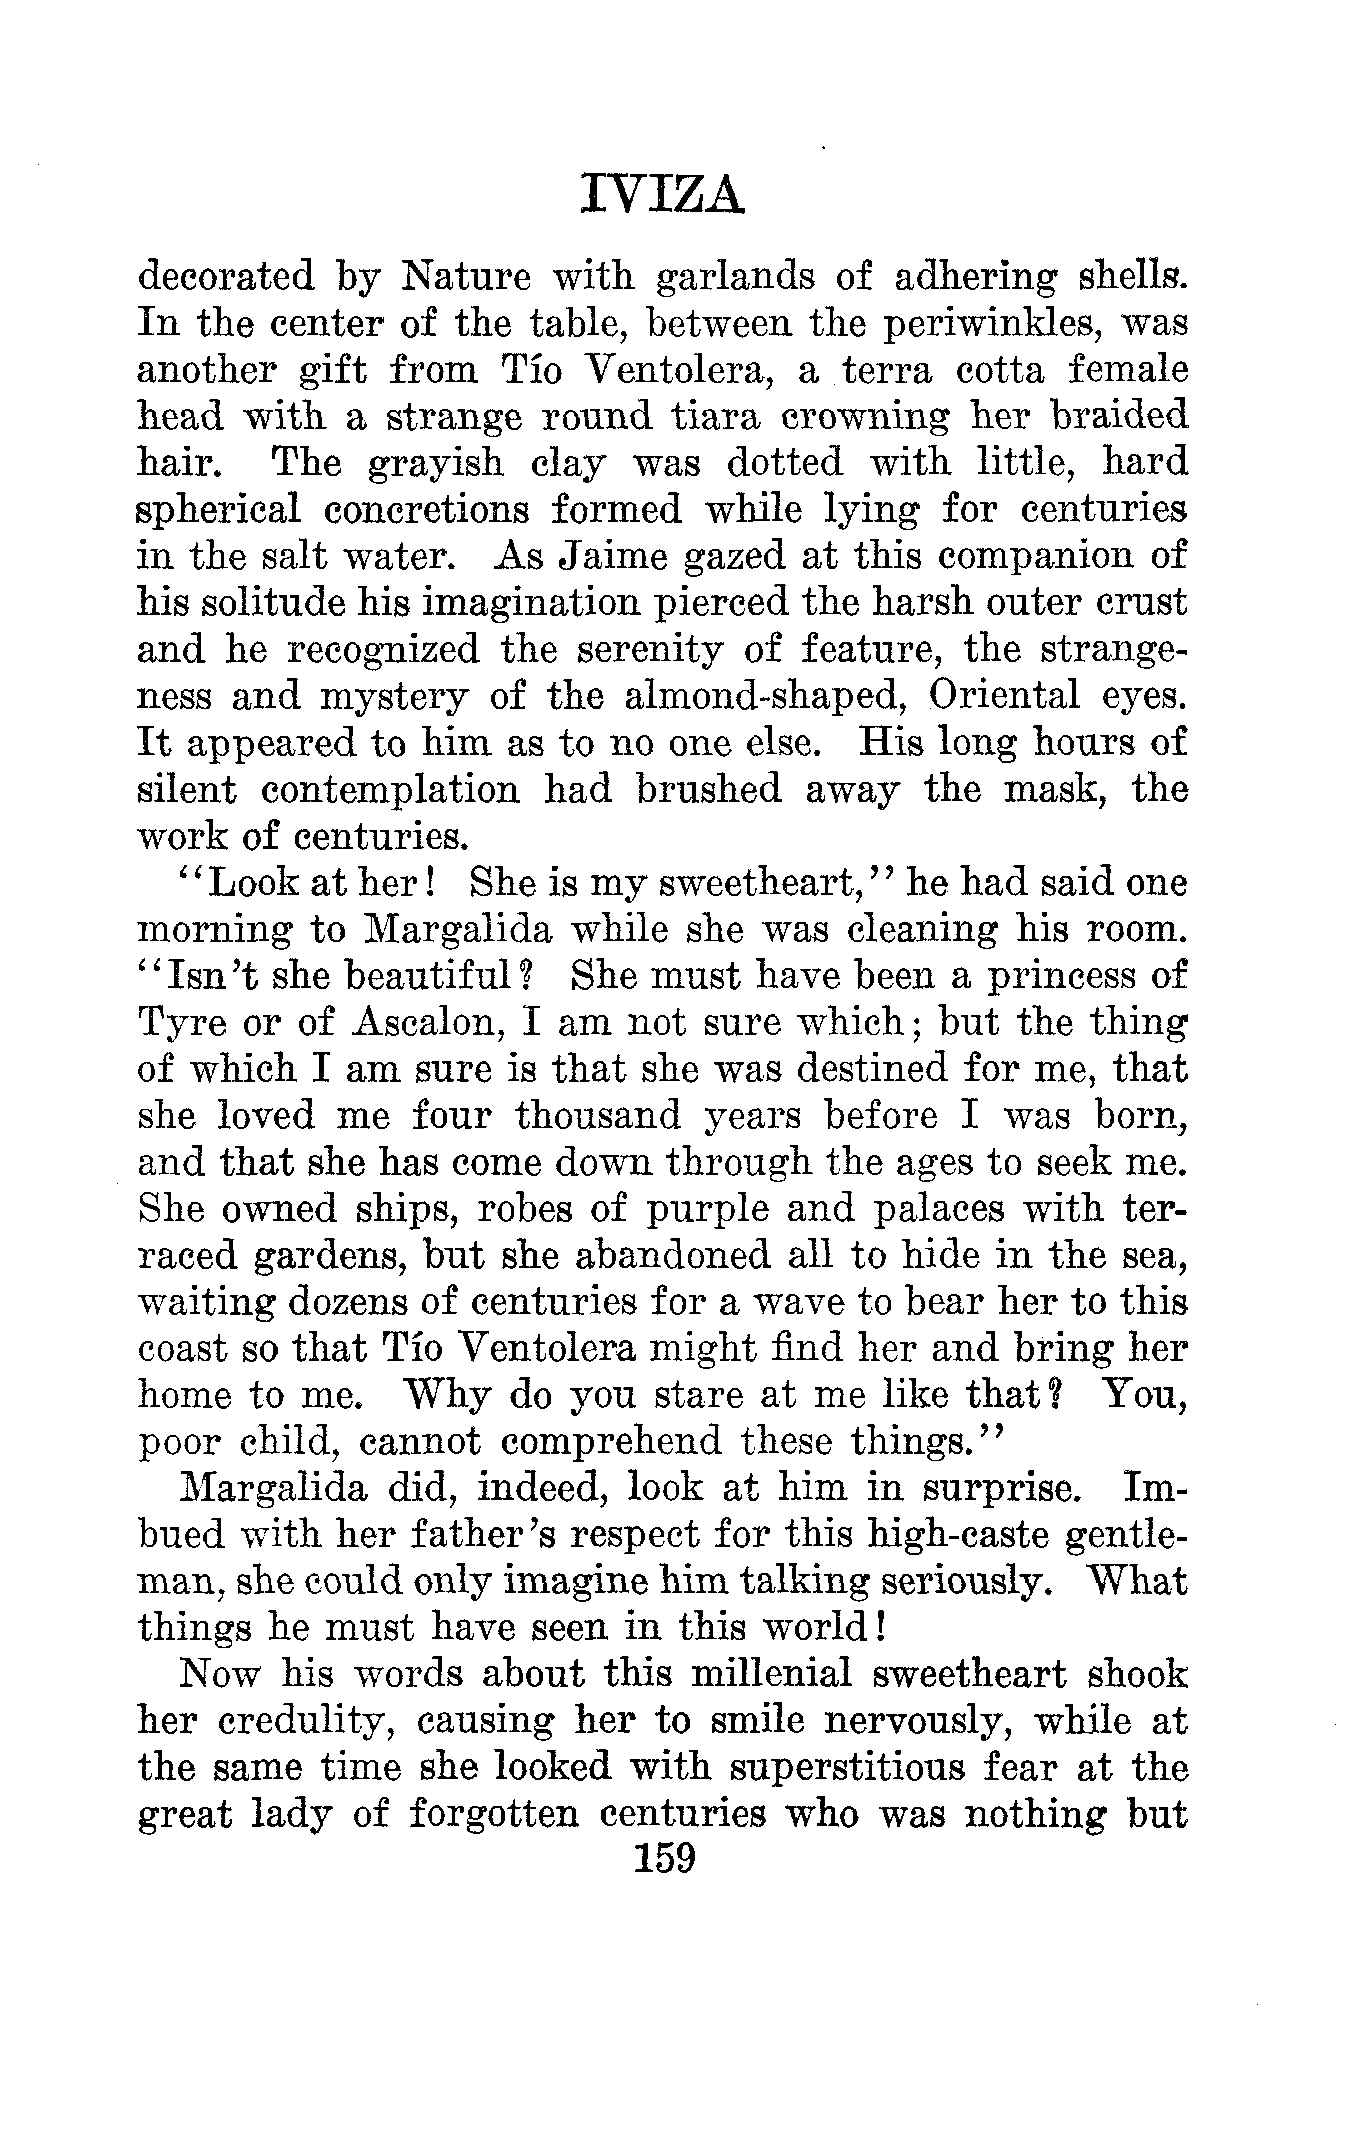 IVIZA
decorated by Nature with garlands of adhering shells.
In the center of the table, between the periwinkles, was
another gift from Tío Ventolera, a terra cotta female
head with a strange round tiara crowning her braided
hair. The grayish clay was dotted with little, hard
spherical concretions formed while lying for centuries
in the salt water. As Jaime gazed at this companion of
his solitude his imagination pierced the harsh outer crust
and he recognized the serenity of feature, the strange-
ness and mystery of the almond-shaped, Oriental eyes.
It appeared to him as to no one else. His long hours of
silent contemplation had brushed away the mask, the
work of centuries.
"Look at her! She is my sweetheart," he had said one
morning to Margalida while she was cleaning his room.
"Isn't she beautiful? She must have been a princess of
Tyre or of Ascalon, I am not sure which; but the thing
of which I am sure is that she was destined for me, that
she loved me four thousand years before I was born,
and that she has come down through the ages to seek me.
She owned ships, robes of purple and palaces with ter-
raced gardens, but she abandoned all to hide in the sea,
waiting dozens of centuries for a wave to bear her to this
coast so that Tío Ventolera might find her and bring her
home to me. Why do you stare at me like that? You,
poor child, cannot comprehend these things."
Margalida did, indeed, look at him in surprise. Im-
bued with her father's respect for this high-caste gentle-
man, she could only imagine him talking seriously. What
things he must have seen in this world!
Now his words about this millenial sweetheart shook
her credulity, causing her to smile nervously, while at
the same time she looked with superstitious fear at the
great lady of forgotten centuries who was nothing but
159